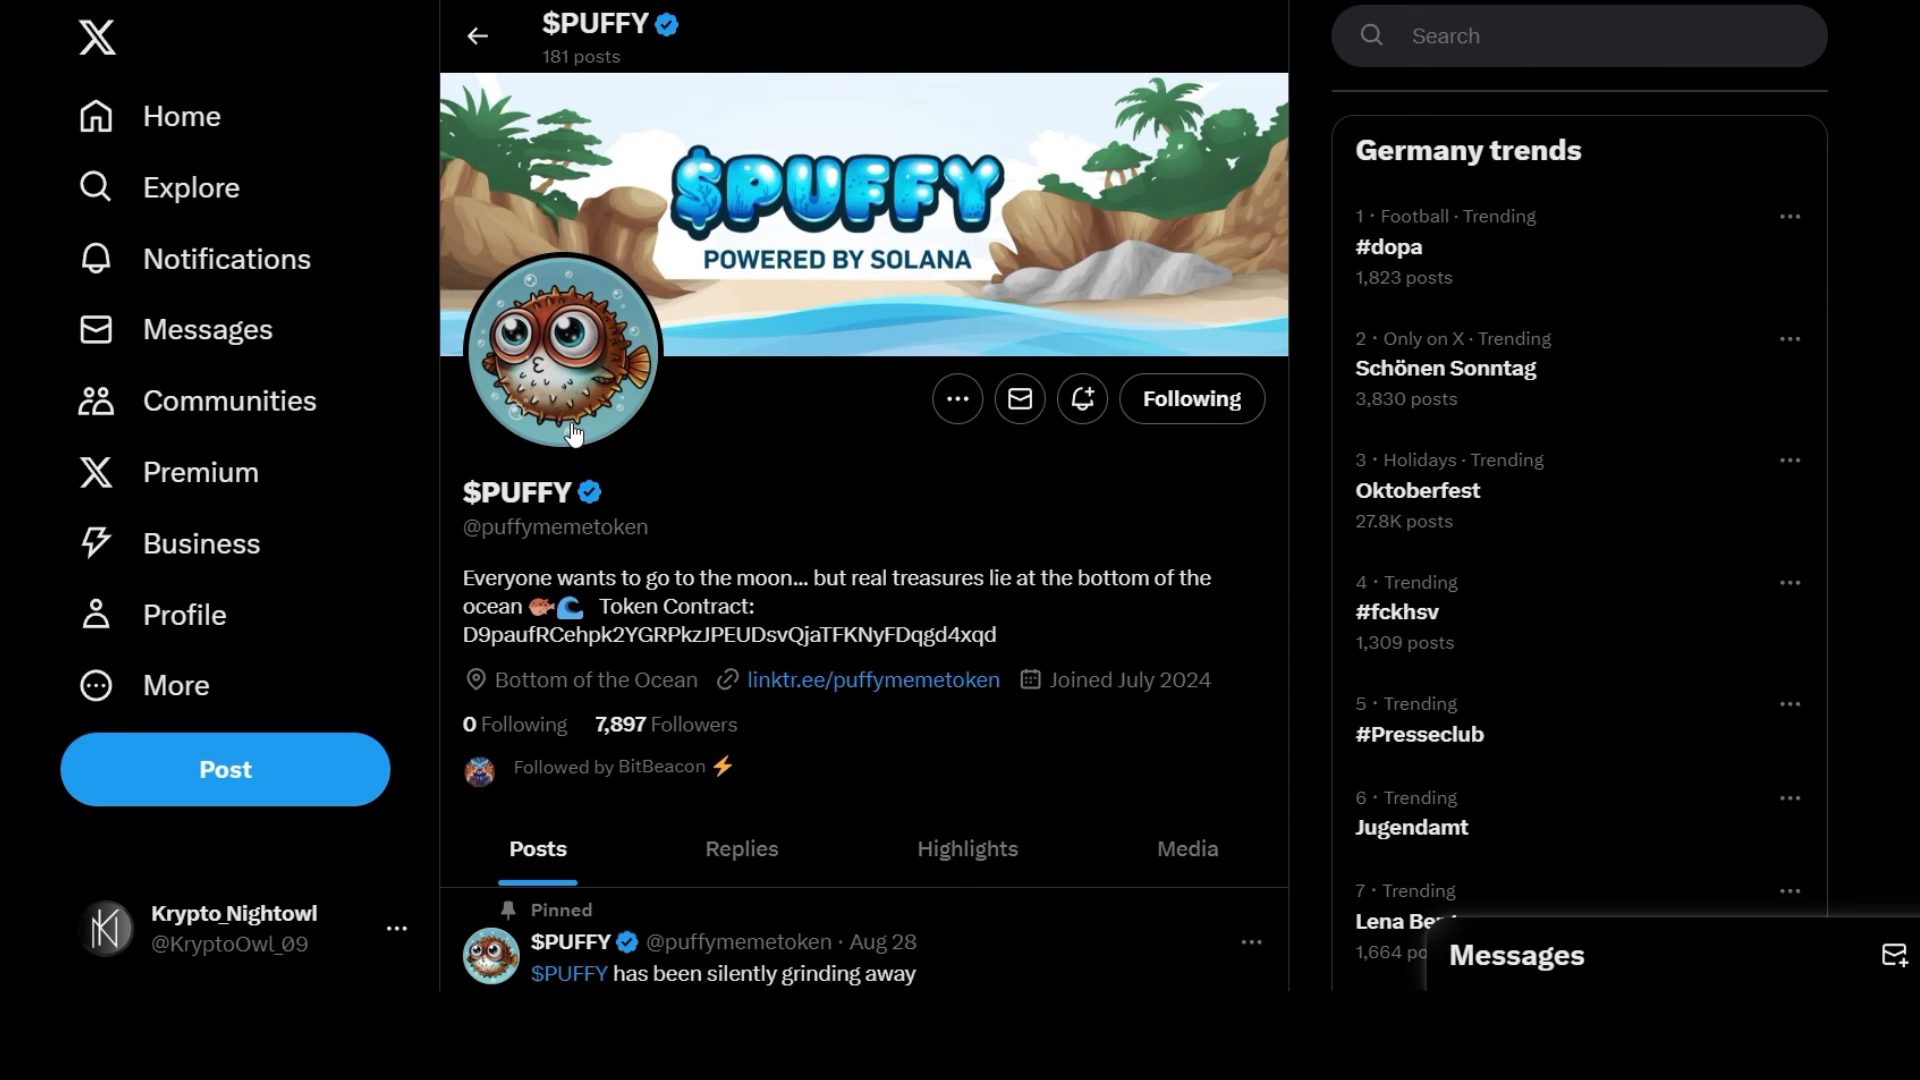 Home
Explore
Notifications
Messages
Communities
Premium
Business
Profile
More
Post
Krypto_Nightowl
@KryptoOwl_09
$PUFFY
181 posts
$PUFFY
POWERED BY SOLANA
Following
$PUFFY
@puffymemetoken
Everyone wants to go to the moon... but real treasures lie at the bottom of the
ocean 🐡🌊 Token Contract:
D9paufRCehpk2YGRPkzJPEUDsvQjaTFKNyFDqgd4xqd
Bottom of the Ocean linktr.ee/puffymemetoken Joined July 2024
0 Following 7,897 Followers
Followed by BitBeacon ⚡
Posts Replies Highlights Media
Pinned
$PUFFY @puffymemetoken · Aug 28
$PUFFY has been silently grinding away
Search
Germany trends
1 · Football · Trending
#dopa
1,823 posts
2 · Only on X · Trending
Schönen Sonntag
3,830 posts
3 · Holidays · Trending
Oktoberfest
27.8K posts
4 · Trending
#fckhsv
1,309 posts
5 · Trending
#Presseclub
6 · Trending
Jugendamt
7 · Trending
Lena
1,664
Messages